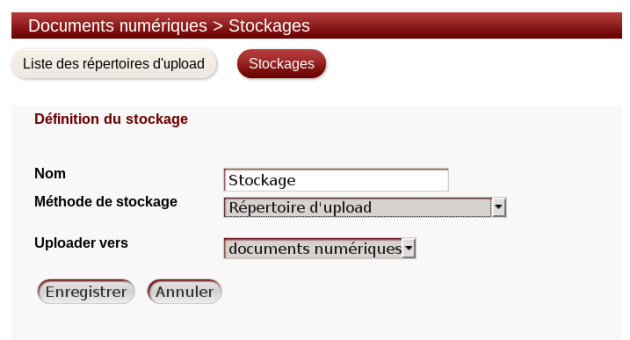 Documents numériques > Stockages
Liste des répertoires d'upload Stockages
Définition du stockage
Nom Stockage
Méthode de stockage Répertoire d'upload
Uploader vers documents numériques
Enregistrer Annuler